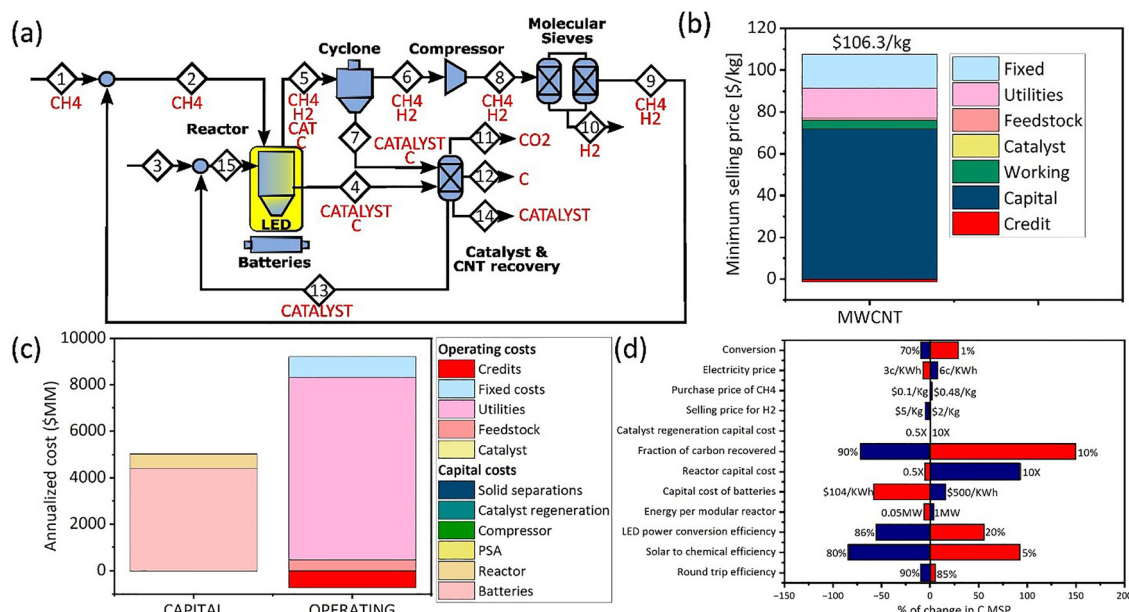 (a)
Cyclone
Compressor
Molecular
Sieves
1
CH4
2
CH4
5
CH4
H2
CAT
C
6
CH4
H2
8
CH4
H2
9
CH4
H2
10
H2
Reactor
7
CATALYST
C
11
CO2
3
15
LED
4
CATALYST
C
12
C
14
CATALYST
Batteries
Catalyst &
CNT recovery
13
CATALYST
(b)
Minimum selling price [$/kg]
120
100
80
60
40
20
0
$106.3/kg
Fixed
Utilities
Feedstock
Catalyst
Working
Capital
Credit
MWCNT
(c)
Annualized cost ($MM)
10000
8000
6000
4000
2000
0
CAPITAL
OPERATING
Operating costs
Credits
Fixed costs
Utilities
Feedstock
Catalyst
Capital costs
Solid separations
Catalyst regeneration
Compressor
PSA
Reactor
Batteries
(d)
Conversion 70% 1%
Electricity price 3c/KWh 6c/KWh
Purchase price of CH4 $0.1/Kg $0.48/Kg
Selling price for H2 $5/Kg $2/Kg
Catalyst regeneration capital cost 0.5X 10X
Fraction of carbon recovered 90% 10%
Reactor capital cost 0.5X 10X
Capital cost of batteries $104/KWh $500/KWh
Energy per modular reactor 0.05MW 1MW
LED power conversion efficiency 86% 20%
Solar to chemical efficiency 80% 5%
Round trip efficiency 90% 85%
-150 -100 -50 0 50 100 150 200
% of change in C MSP